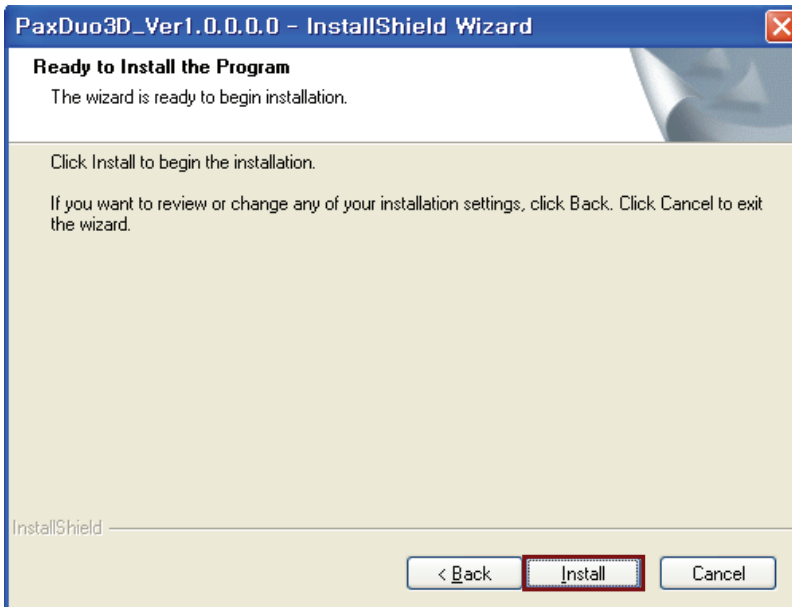 PaxDuo3D_Ver1.0.0.0.0 - InstallShield Wizard
Ready to Install the Program
The wizard is ready to begin installation.
Click Install to begin the installation.
If you want to review or change any of your installation settings, click Back. Click Cancel to exit
the wizard.
InstallShield
< Back Install Cancel